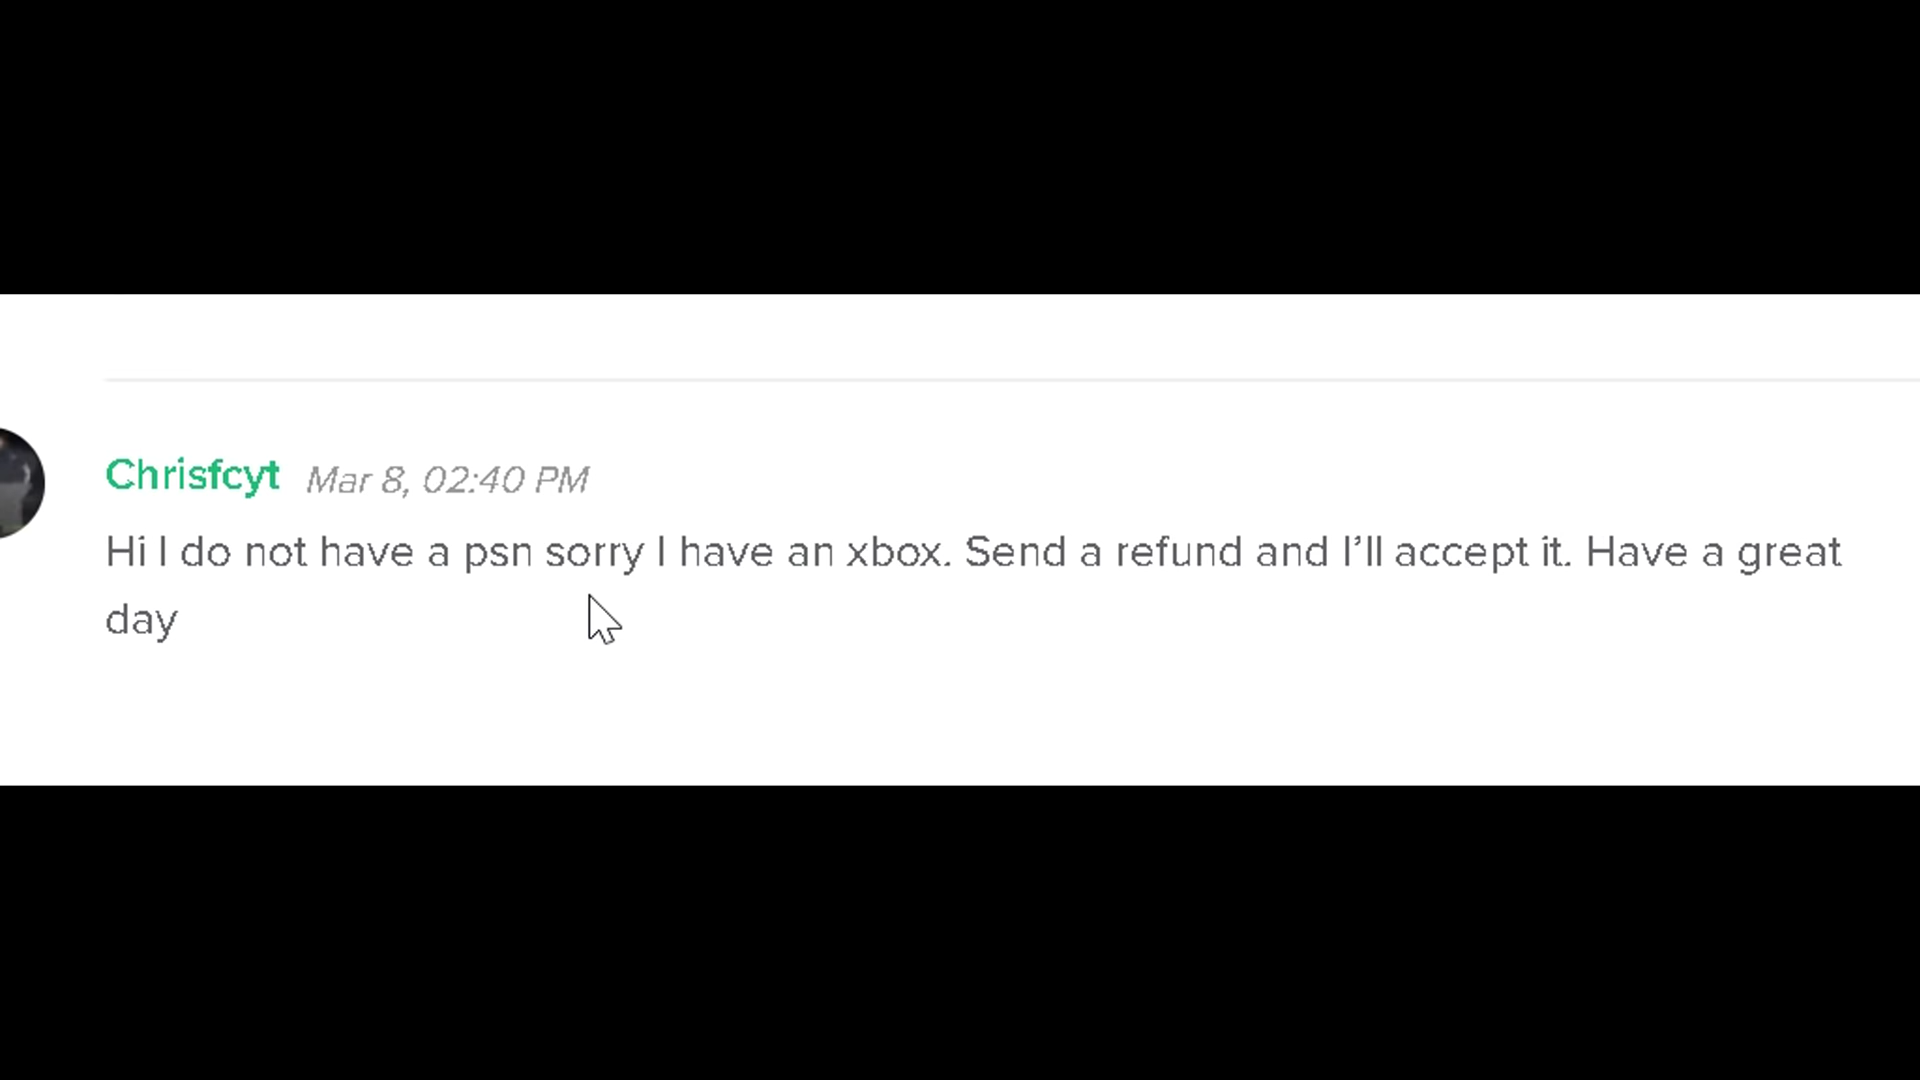 Chrisfcyt Mar 8, 02:40 PM
Hi I do not have a psn sorry I have an xbox. Send a refund and I’ll accept it. Have a great
day